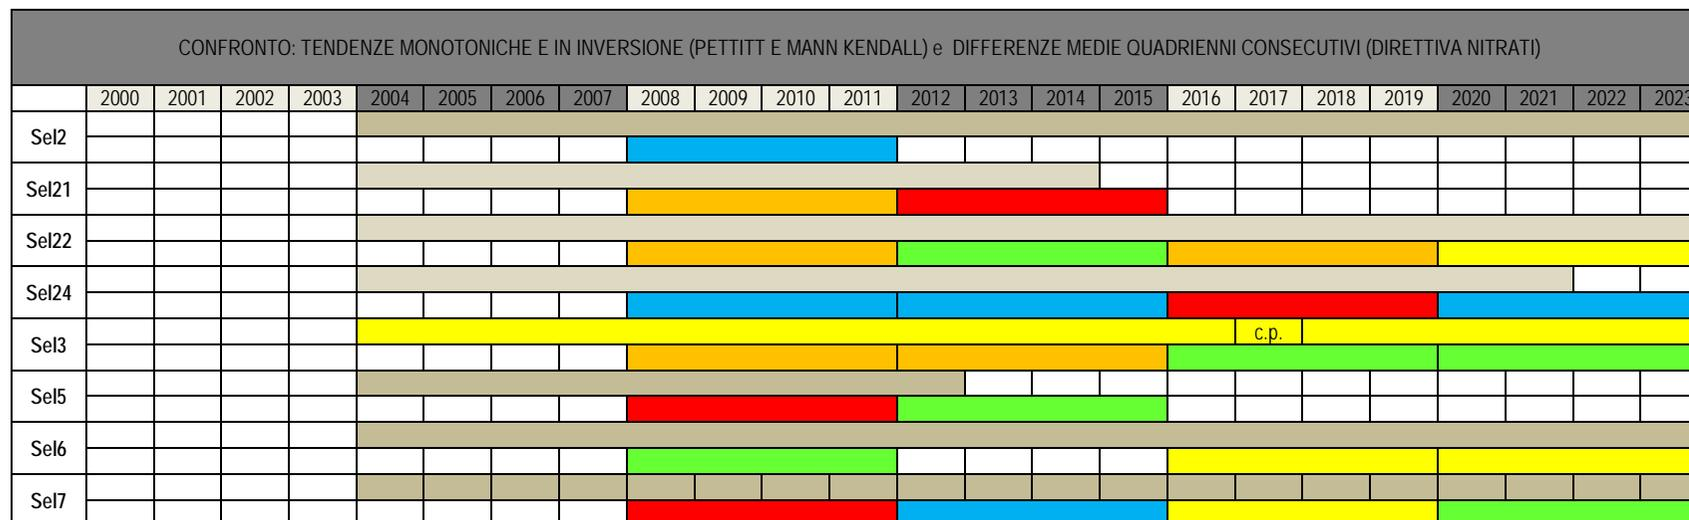 CONFRONTO: TENDENZE MONOTONICHE E IN INVERSIONE (PETTITT E MANN KENDALL) e DIFFERENZE MEDIE QUADRIENNI CONSECUTIVI (DIRETTIVA NITRATI)
2000 2001 2002 2003 2004 2005 2006 2007 2008 2009 2010 2011 2012 2013 2014 2015 2016 2017 2018 2019 2020 2021 2022 2023
Sel2
Sel21
Sel22
Sel24
Sel3 c.p.
Sel5
Sel6
Sel7